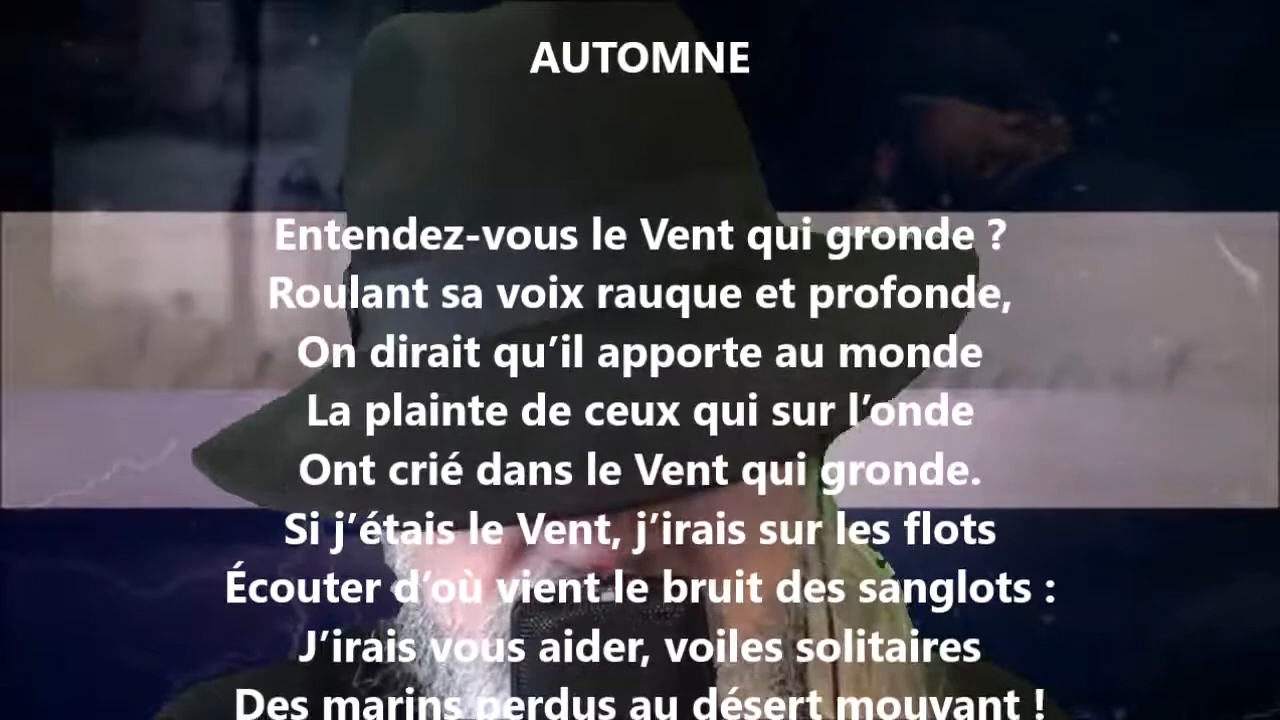 AUTOMNE
Entendez-vous le Vent qui gronde ?
Roulant sa voix rauque et profonde,
On dirait qu’il apporte au monde
La plainte de ceux qui sur l’onde
Ont crié dans le Vent qui gronde.
Si j’étais le Vent, j’irais sur les flots
Écouter d’où vient le bruit des sanglots :
J’irais vous aider, voiles solitaires
Des marins perdus au désert mouvant !